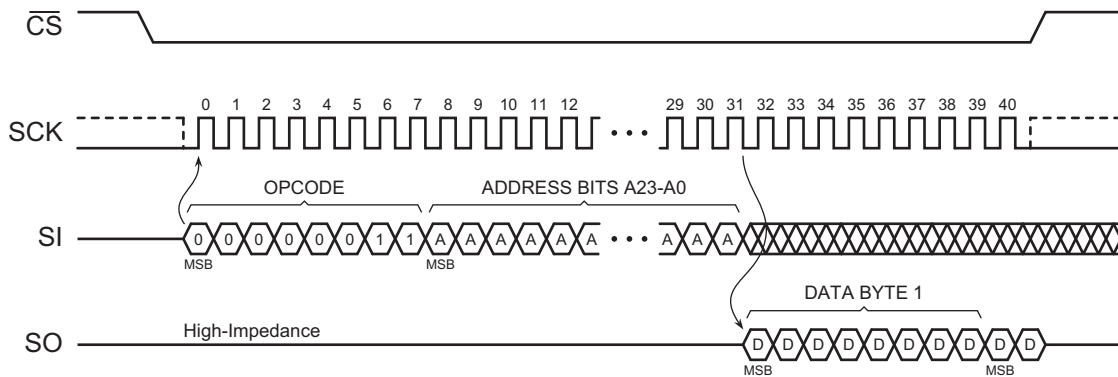 CS
0 1 2 3 4 5 6 7 8 9 10 11 12 29 30 31 32 33 34 35 36 37 38 39 40
SCK
OPCODE ADDRESS BITS A23-A0
SI 0 0 0 0 0 0 1 1 A A A A A A A A A
MSB MSB
DATA BYTE 1
High-Impedance
SO D D D D D D D D D D
MSB MSB